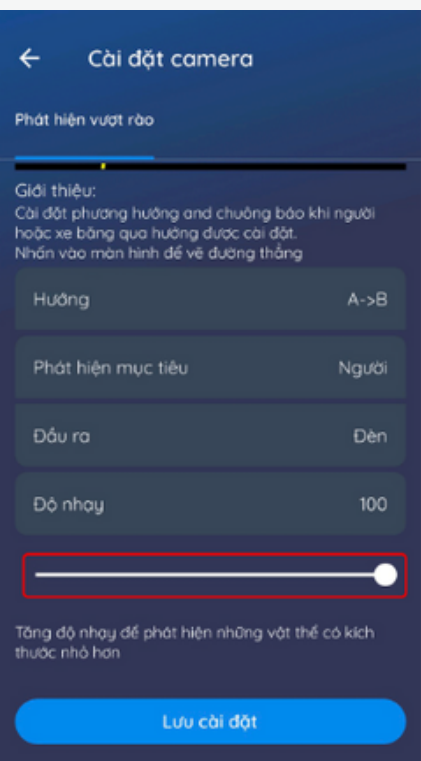 Cài đặt camera
Phát hiện vượt rào
Giới thiệu:
Cài đặt phương hướng and chuông báo khi người
hoặc xe băng qua hướng được cài đặt.
Nhấn vào màn hình để vẽ đường thẳng
Hướng A->B
Phát hiện mục tiêu Người
Đầu ra Đèn
Độ nhạy 100
Tăng độ nhạy để phát hiện những vật thể có kích
thước nhỏ hơn
Lưu cài đặt